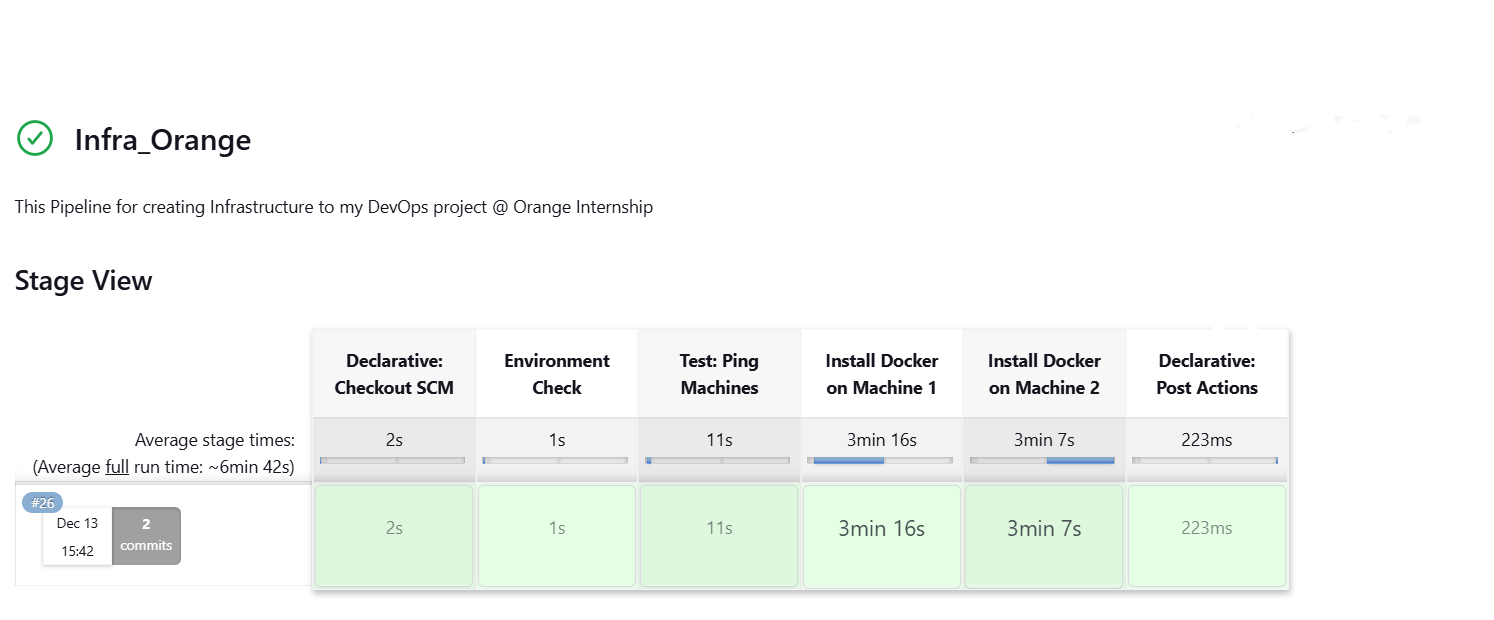 Infra_Orange
This Pipeline for creating Infrastructure to my DevOps project @ Orange Internship
Stage View
Declarative:
Checkout SCM
Environment
Check
Test: Ping
Machines
Install Docker
on Machine 1
Install Docker
on Machine 2
Declarative:
Post Actions
Average stage times:
(Average full run time: ~6min 42s)
2s
1s
11s
3min 16s
3min 7s
223ms
#26
Dec 13
15:42
2
commits
2s
1s
11s
3min 16s
3min 7s
223ms